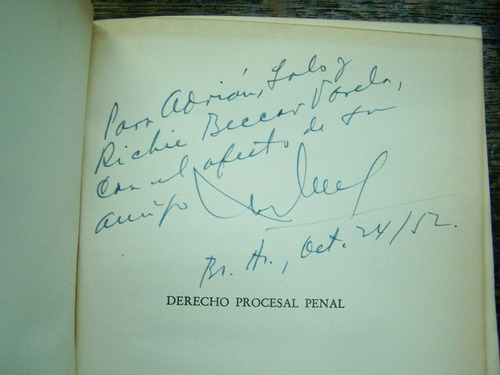 Para Adrián, Lalo y
Richie Beccar Varela,
con el afecto de su
amigo
Bs. As., Oct. 24/52.
DERECHO PROCESAL PENAL